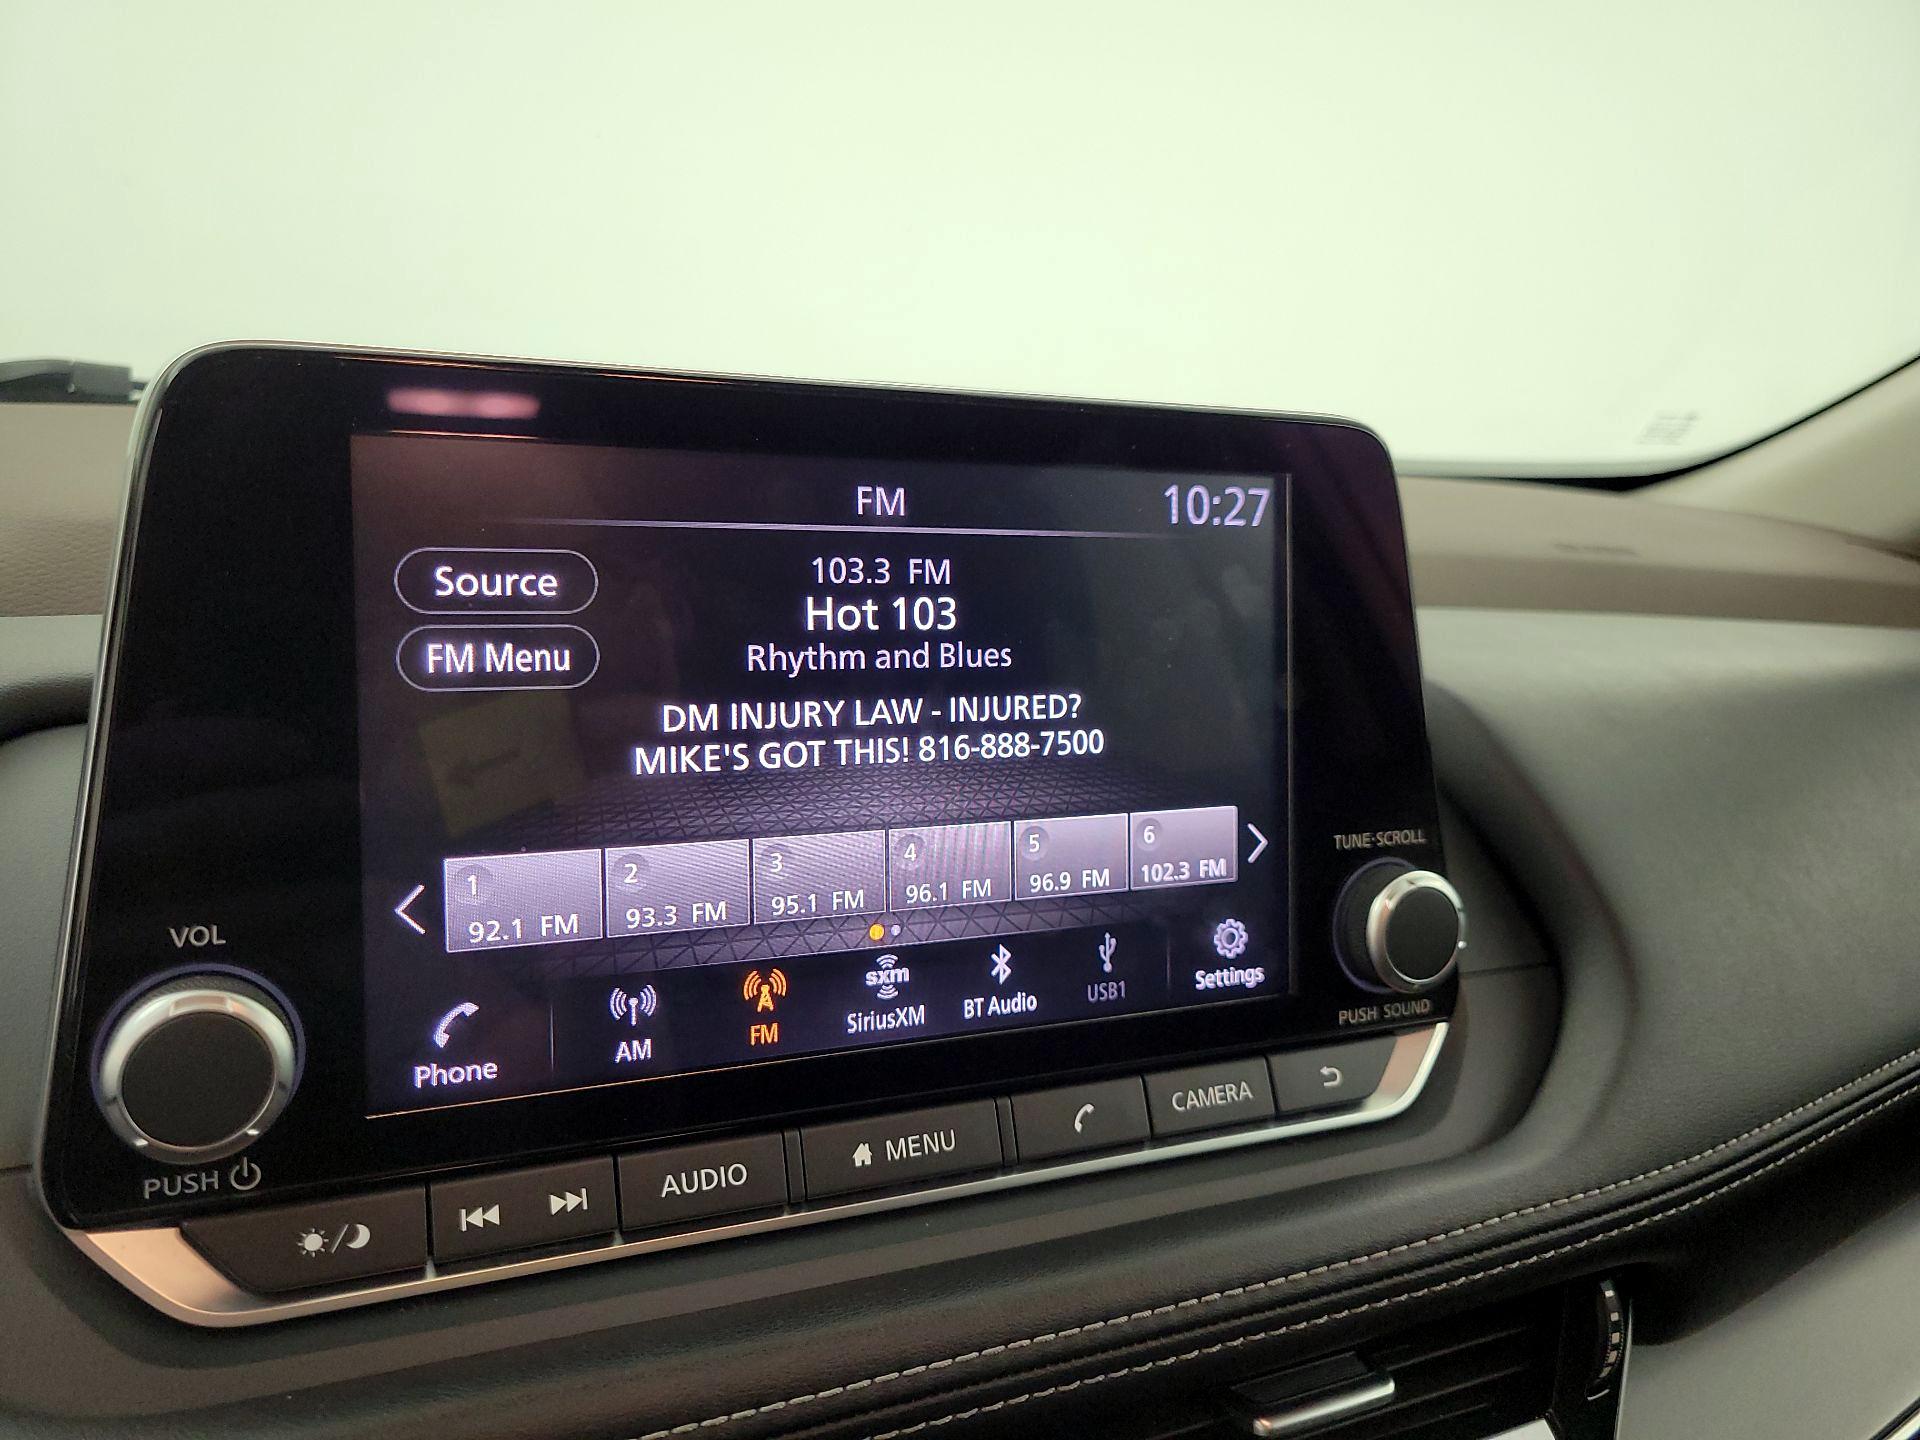 FM
10:27
Source
FM Menu
103.3 FM
Hot 103
Rhythm and Blues
DM INJURY LAW - INJURED?
MIKE'S GOT THIS! 816-888-7500
1
92.1 FM
2
93.3 FM
3
95.1 FM
4
96.1 FM
5
96.9 FM
6
102.3 FM
Phone
AM
FM
sxm
SiriusXM
BT Audio
USB1
Settings
VOL
PUSH
TUNE·SCROLL
PUSH SOUND
AUDIO
MENU
CAMERA